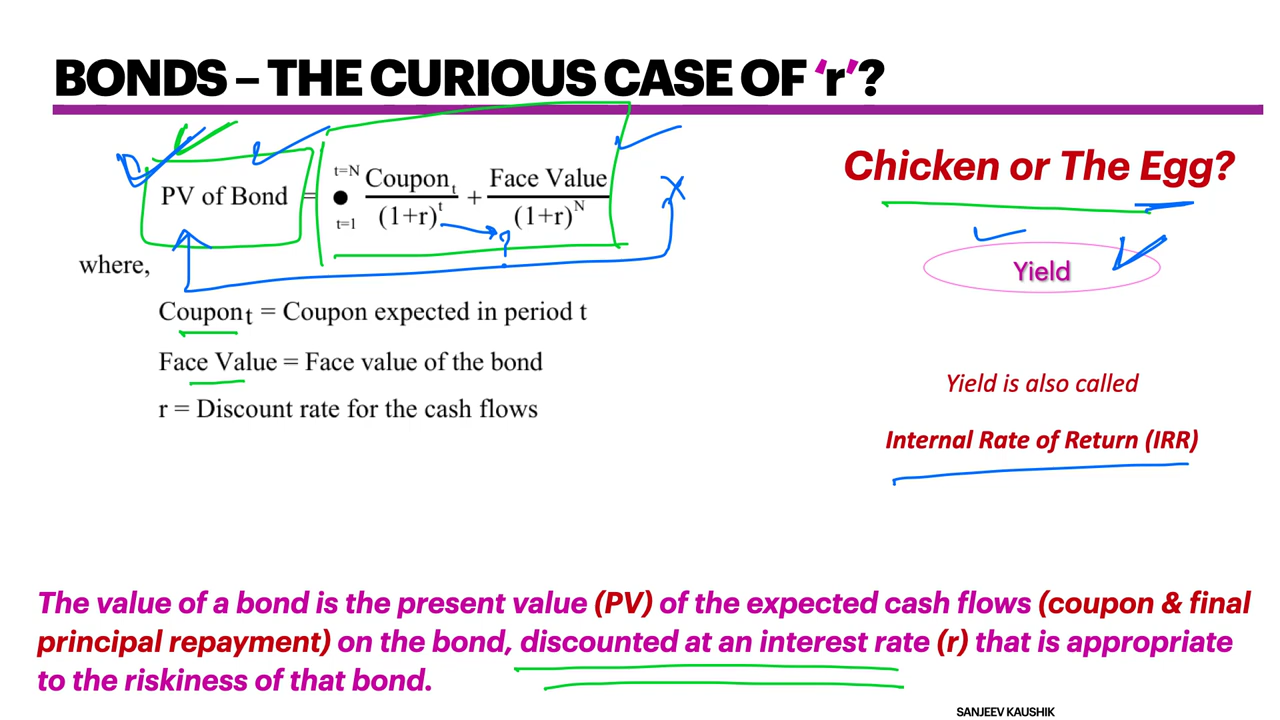 BONDS – THE CURIOUS CASE OF ‘r’?
PV of Bond = t=N ● t=1 Coupon t / (1+r)^t + Face Value / (1+r)^N
?
X
where,
Coupon t = Coupon expected in period t
Face Value = Face value of the bond
r = Discount rate for the cash flows
Chicken or The Egg?
Yield
Yield is also called
Internal Rate of Return (IRR)
The value of a bond is the present value (PV) of the expected cash flows (coupon & final
principal repayment) on the bond, discounted at an interest rate (r) that is appropriate
to the riskiness of that bond.
SANJEEV KAUSHIK